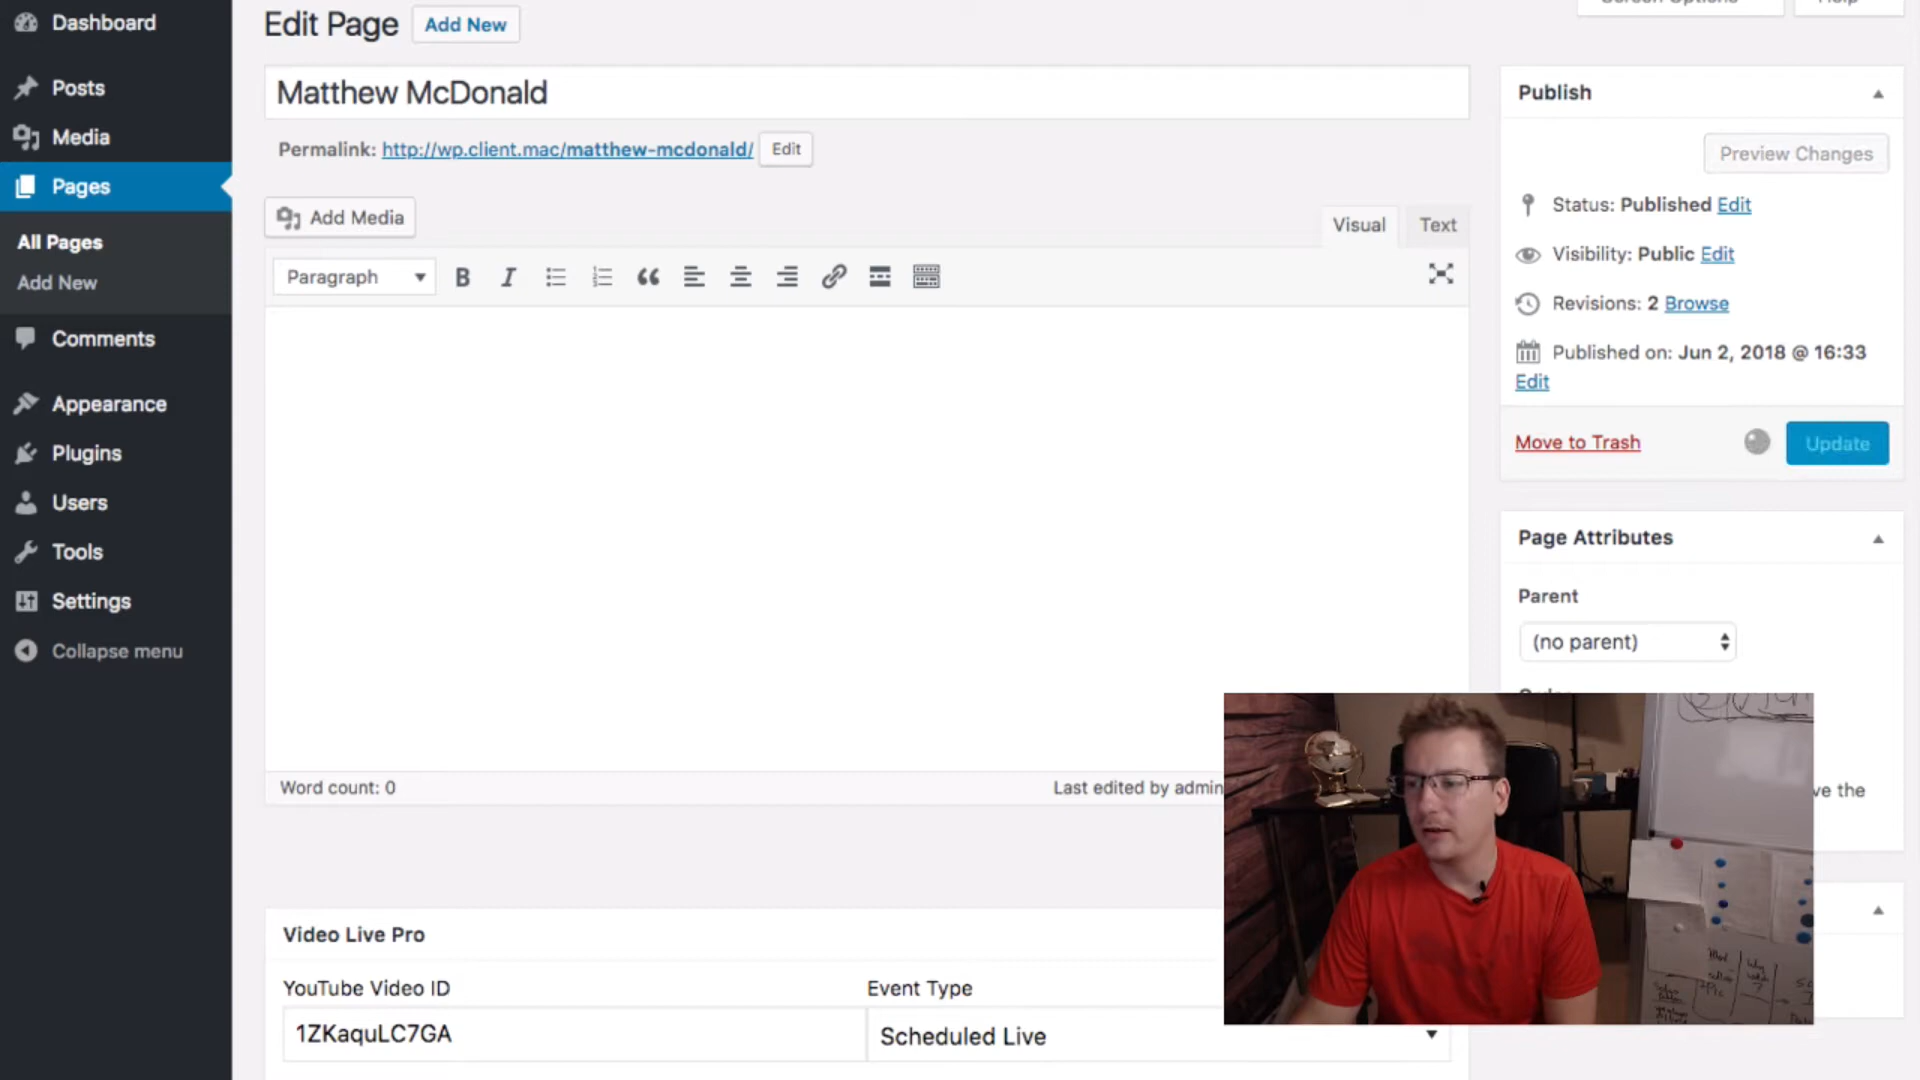 Dashboard
Posts
Media
Pages
All Pages
Add New
Comments
Appearance
Plugins
Users
Tools
Settings
Collapse menu
Edit Page
Add New
Matthew McDonald
Permalink: http://wp.client.mac/matthew-mcdonald/ Edit
Add Media
Visual
Text
Paragraph
Word count: 0
Last edited by admin
Video Live Pro
YouTube Video ID
1ZKaquLC7GA
Event Type
Scheduled Live
Publish
Preview Changes
Status: Published Edit
Visibility: Public Edit
Revisions: 2 Browse
Published on: Jun 2, 2018 @ 16:33
Edit
Move to Trash
Update
Page Attributes
Parent
(no parent)
ve the